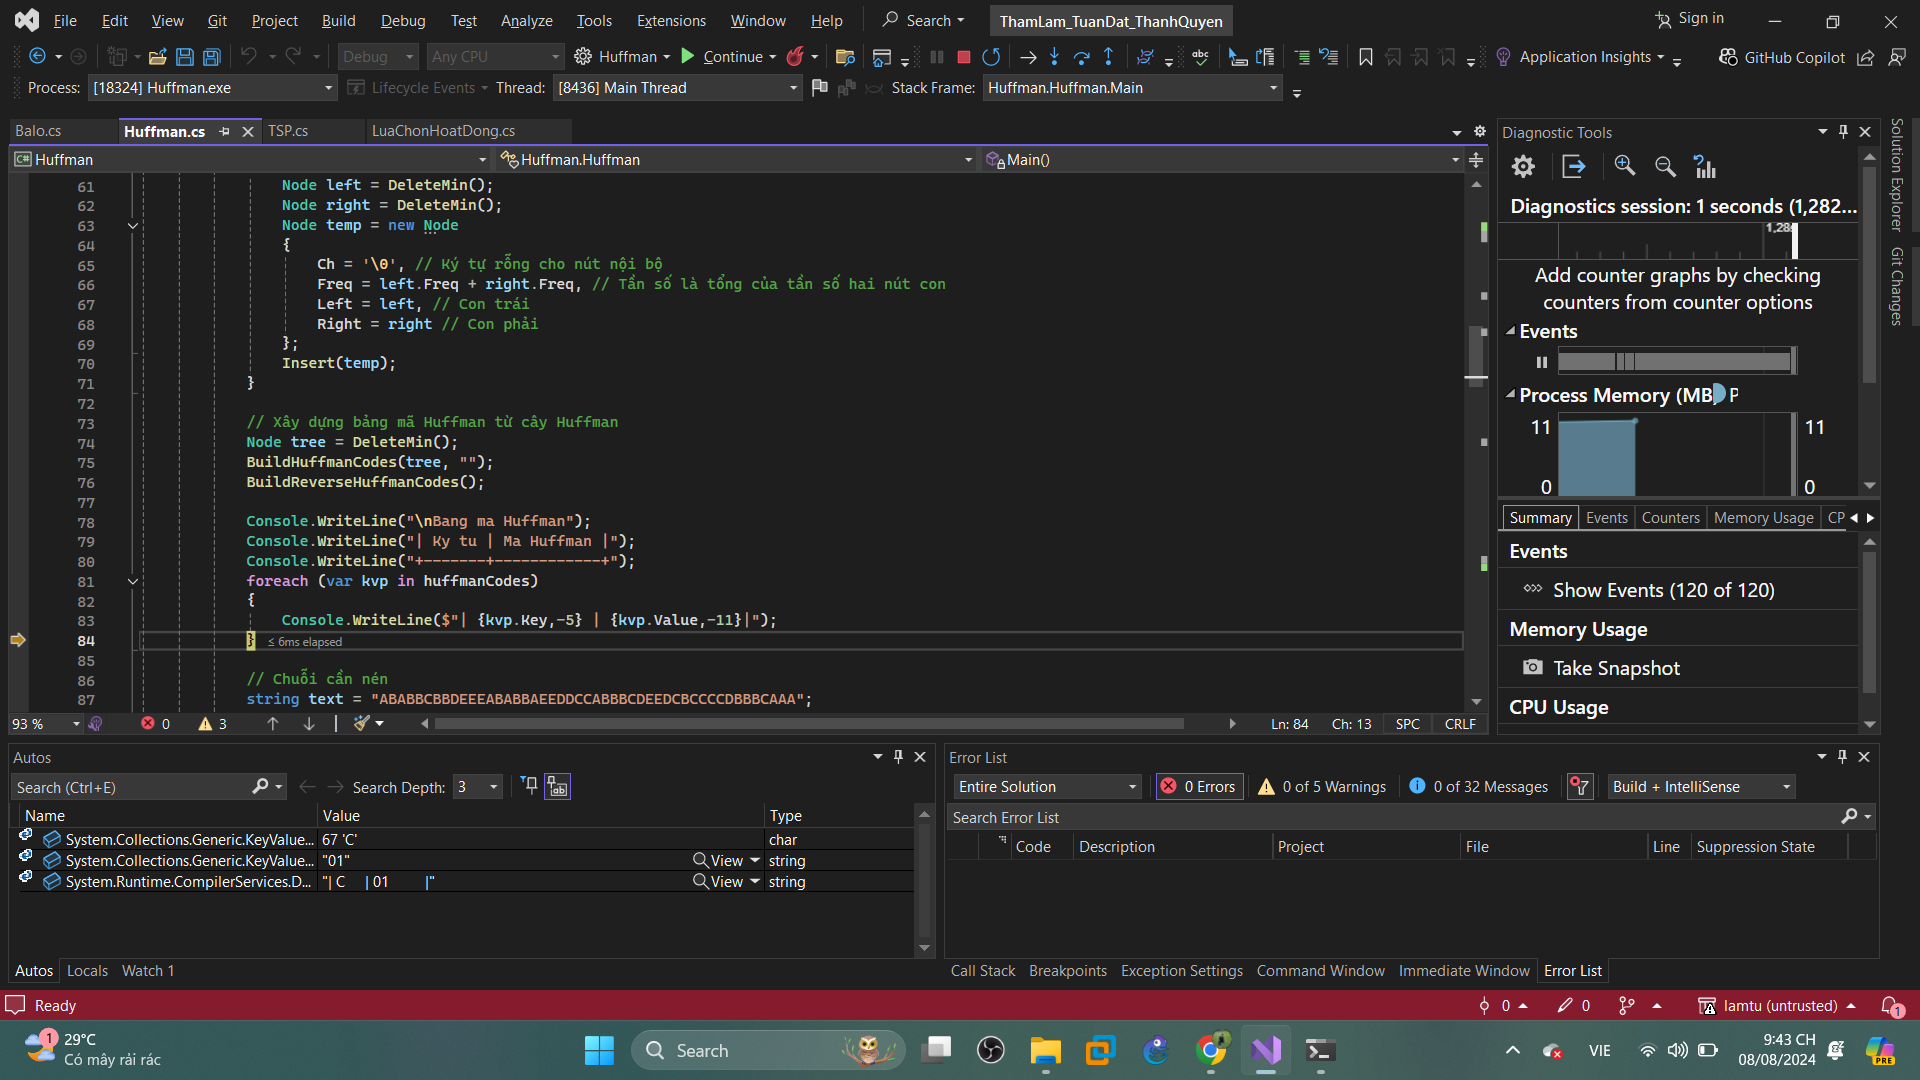 File Edit View Git Project Build Debug Test Analyze Tools Extensions Window Help Search ThamLam_TuanDat_ThanhQuyen Sign in
Debug Any CPU Huffman Continue Application Insights GitHub Copilot
Process: [18324] Huffman.exe Lifecycle Events Thread: [8436] Main Thread Stack Frame: Huffman.Huffman.Main
Balo.cs Huffman.cs TSP.cs LuaChonHoatDong.cs
Huffman Huffman.Huffman Main()
61 Node left = DeleteMin();
62 Node right = DeleteMin();
63 Node temp = new Node
64 {
65 Ch = '\0', // Ký tự rỗng cho nút nội bộ
66 Freq = left.Freq + right.Freq, // Tần số là tổng của tần số hai nút con
67 Left = left, // Con trái
68 Right = right // Con phải
69 };
70 Insert(temp);
71 }
72
73 // Xây dựng bảng mã Huffman từ cây Huffman
74 Node tree = DeleteMin();
75 BuildHuffmanCodes(tree, "");
76 BuildReverseHuffmanCodes();
77
78 Console.WriteLine("\nBang ma Huffman");
79 Console.WriteLine("| Ky tu | Ma Huffman |");
80 Console.WriteLine("+-------+------------+");
81 foreach (var kvp in huffmanCodes)
82 {
83 Console.WriteLine($"| {kvp.Key,-5} | {kvp.Value,-11}|");
84 } ≤ 6ms elapsed
85
86 // Chuỗi cần nén
87 string text = "ABABBCBBDEEEABABBAEEDDCCABBBCDEEDCBCCCCDBBBCAAA";
93 % 0 3 Ln: 84 Ch: 13 SPC CRLF
Diagnostic Tools
Diagnostics session: 1 seconds (1,282...
Add counter graphs by checking
counters from counter options
Events
Process Memory (MB) P
11 11
0 0
Summary Events Counters Memory Usage CP
Events
Show Events (120 of 120)
Memory Usage
Take Snapshot
CPU Usage
Solution Explorer
Git Changes
Autos
Search (Ctrl+E) Search Depth: 3
Name Value Type
System.Collections.Generic.KeyValue... 67 'C' char
System.Collections.Generic.KeyValue... "01" View string
System.Runtime.CompilerServices.D... "| C | 01 |" View string
Autos Locals Watch 1
Error List
Entire Solution 0 Errors 0 of 5 Warnings 0 of 32 Messages Build + IntelliSense
Search Error List
Code Description Project File Line Suppression State
Call Stack Breakpoints Exception Settings Command Window Immediate Window Error List
Ready 0 0 lamtu (untrusted) 1
1 29°C
Có mây rải rác
Search
VIE
9:43 CH
08/08/2024
PRE